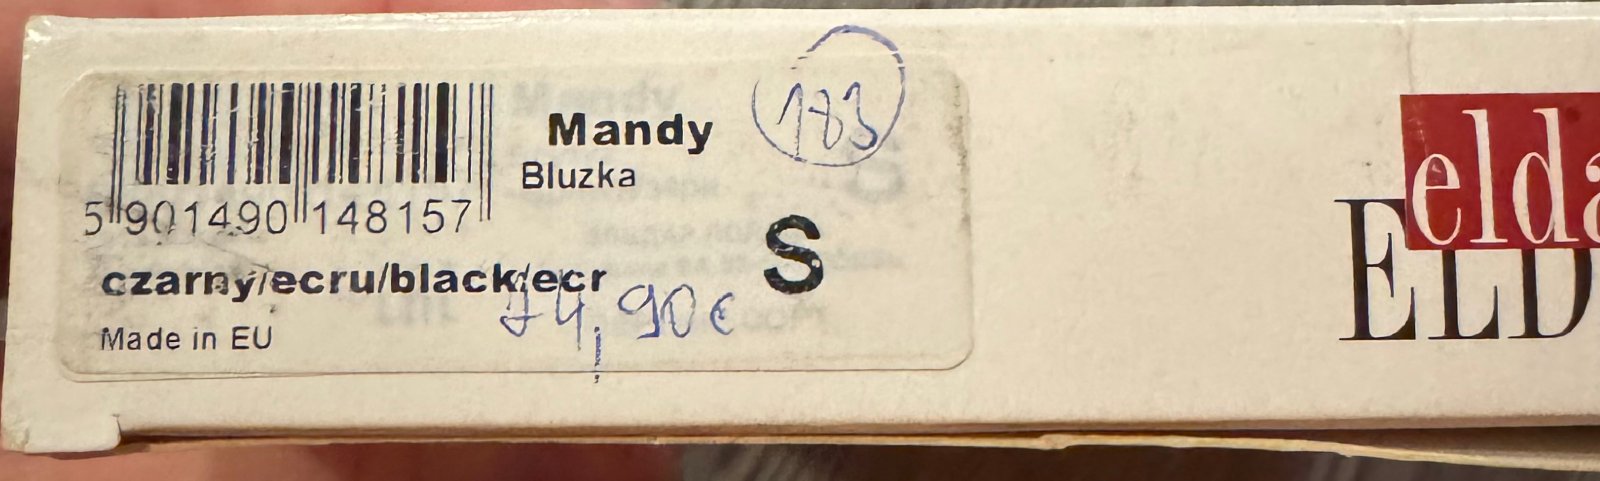 183
Mandy
Bluzka
5 901490 148157
S
czarny/ecru/black/ecr
74,90€
Made in EU
elda
ELD